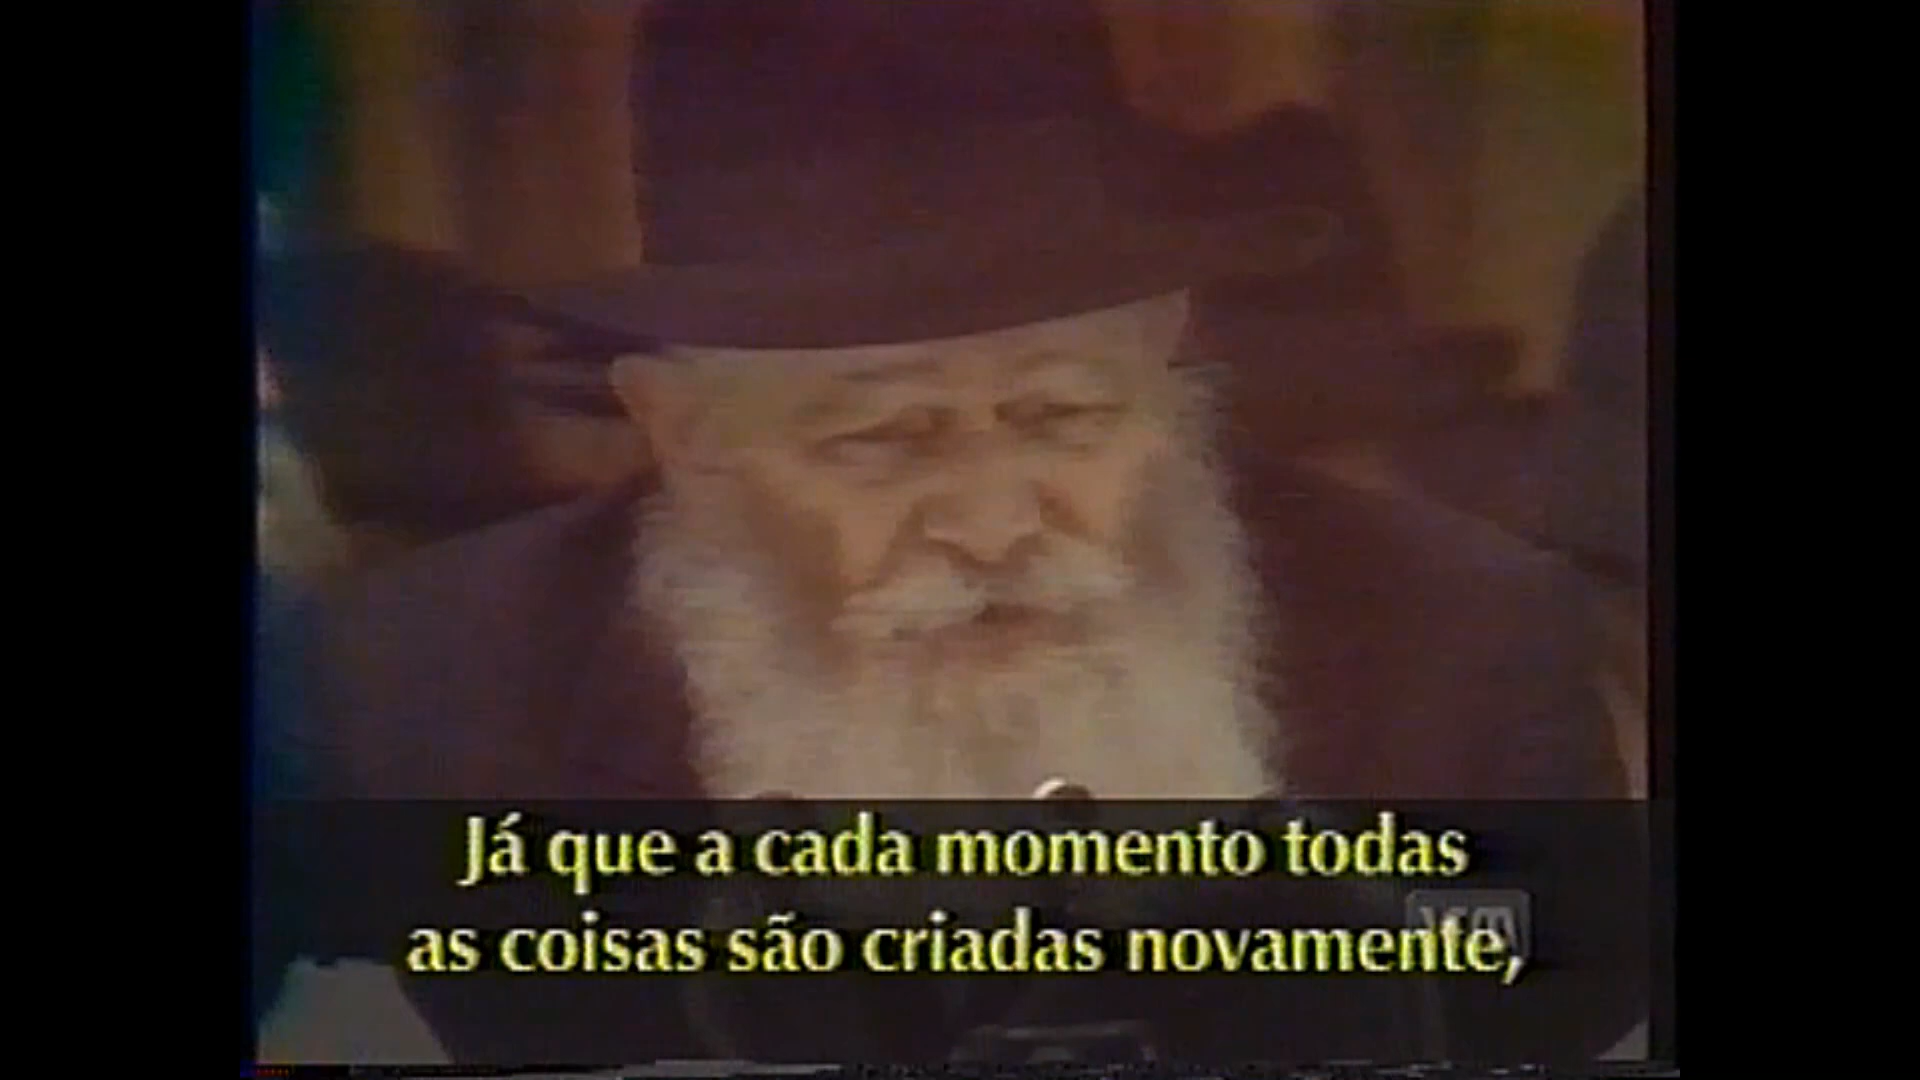 Já que a cada momento todas
as coisas são criadas novamente,